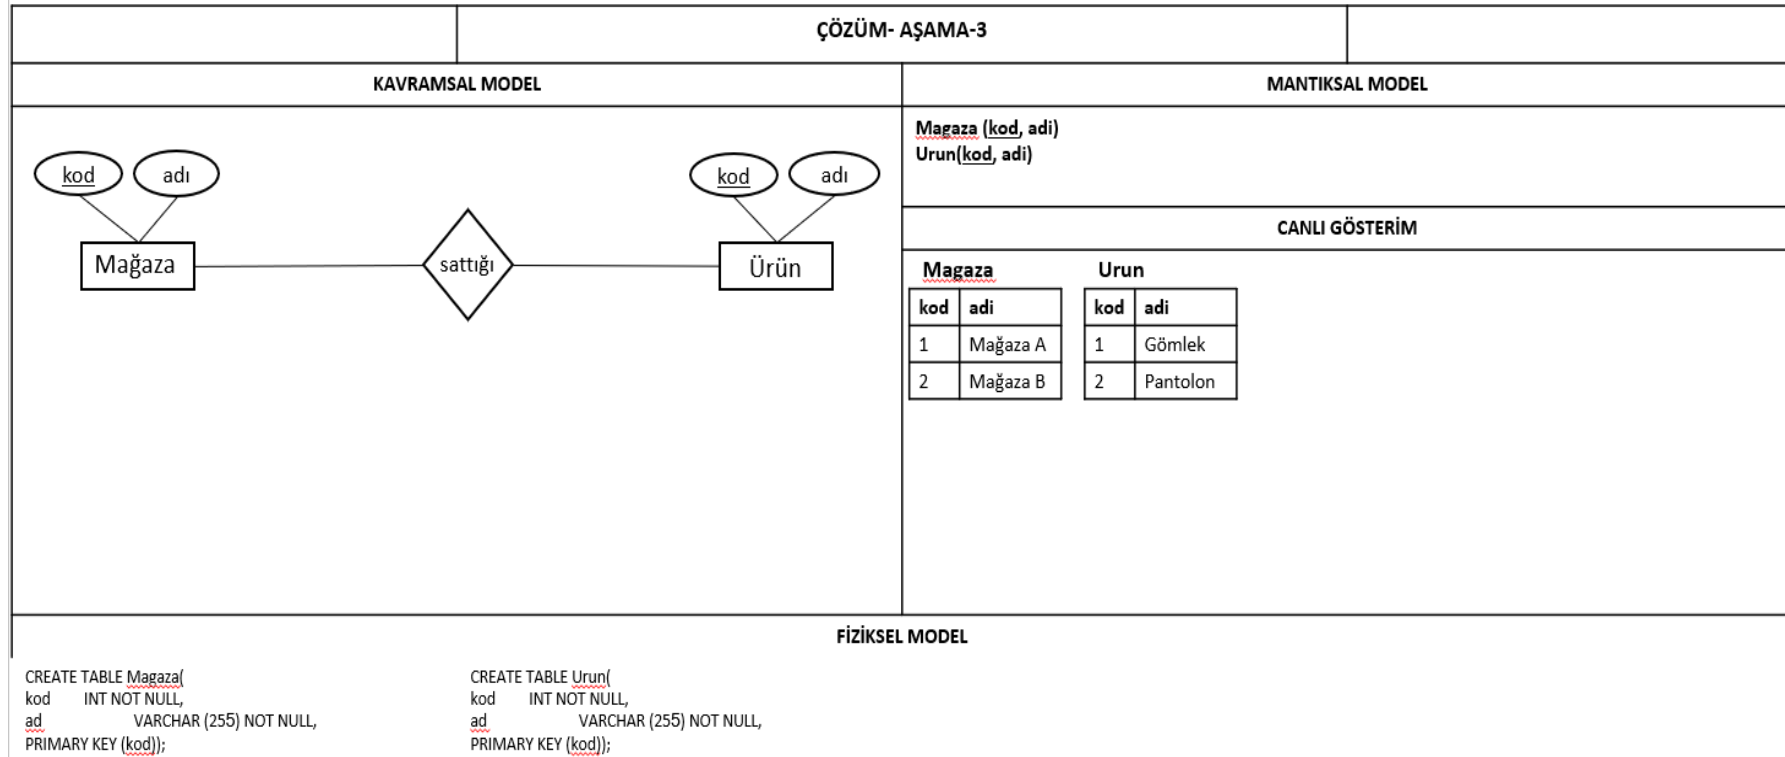 ÇÖZÜM- AŞAMA-3
KAVRAMSAL MODEL
kod adı
Mağaza
sattığı
kod adı
Ürün
MANTIKSAL MODEL
Magaza (kod, adi)
Urun(kod, adi)
CANLI GÖSTERİM
Magaza
kod adi
1 Mağaza A
2 Mağaza B
Urun
kod adi
1 Gömlek
2 Pantolon
FİZİKSEL MODEL
CREATE TABLE Magaza(
kod INT NOT NULL,
ad VARCHAR (255) NOT NULL,
PRIMARY KEY (kod));
CREATE TABLE Urun(
kod INT NOT NULL,
ad VARCHAR (255) NOT NULL,
PRIMARY KEY (kod));